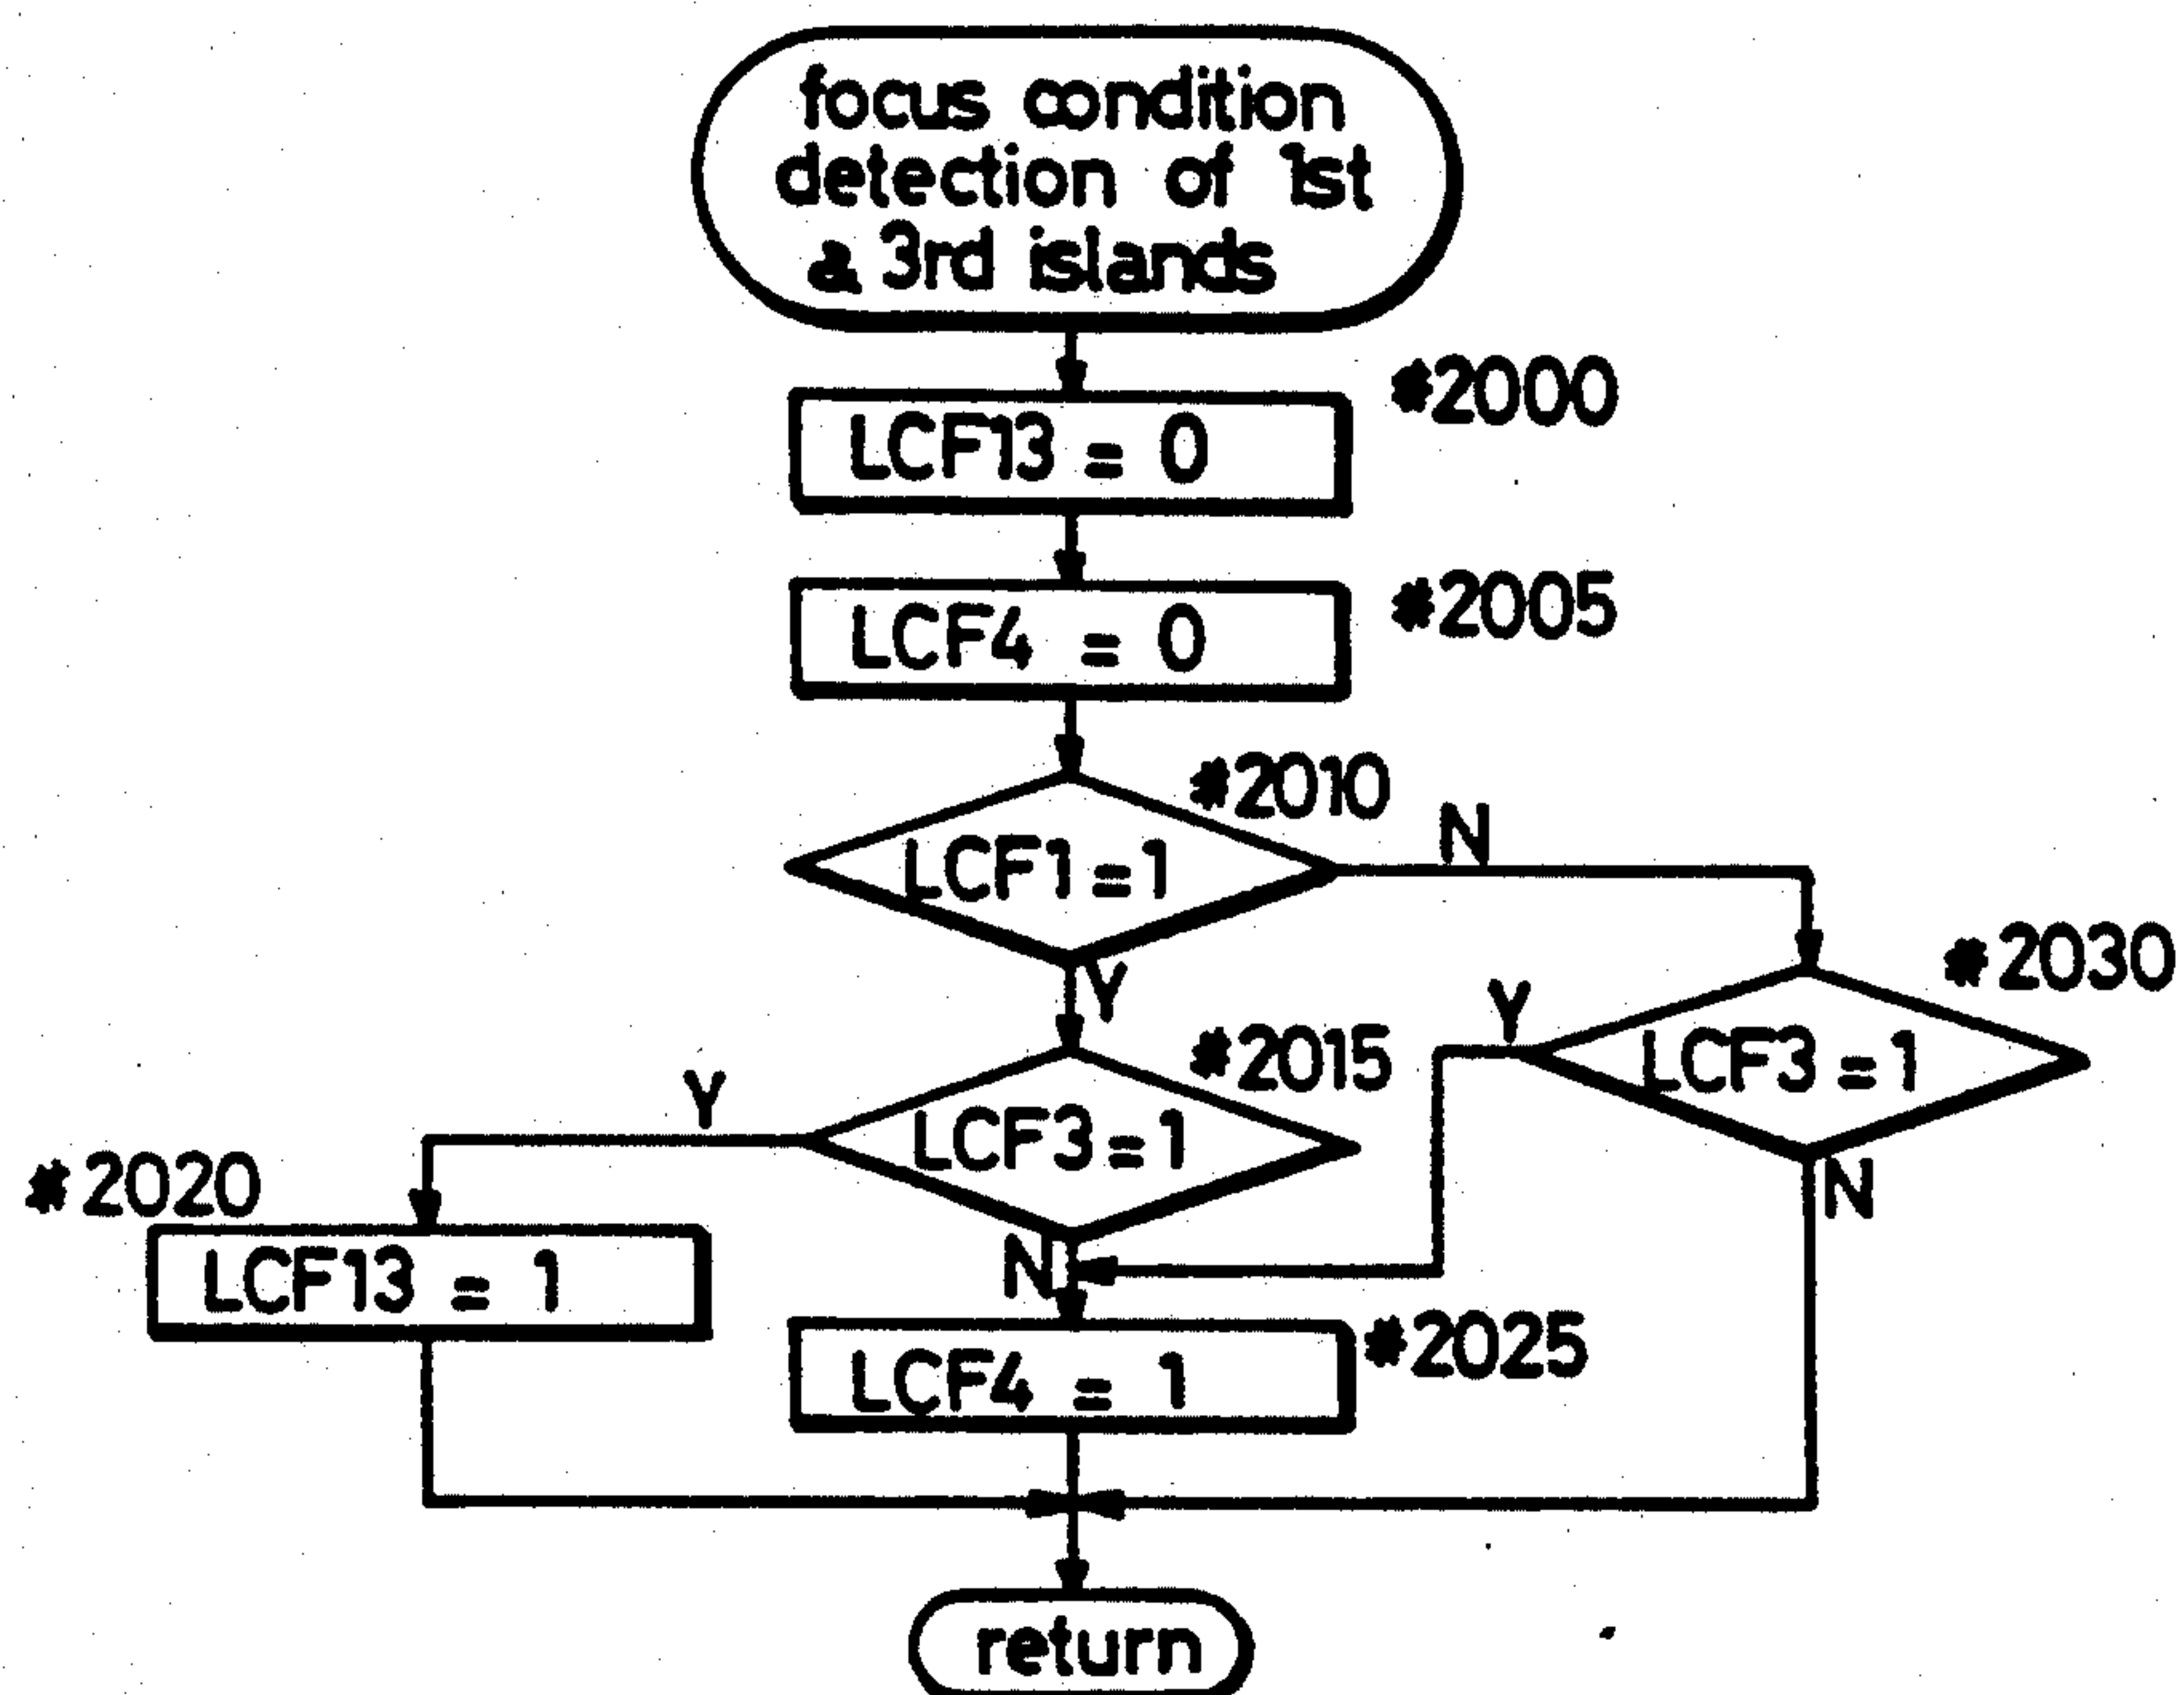 focus condition
detection of 1st
& 3rd islands
*2000
LCF13 = 0
*2005
LCF4 = 0
*2010
LCF1=1
N
Y
*2030
LCF3=1
Y
N
*2015
LCF3=1
Y
N
*2020
LCF13 = 1
*2025
LCF4 = 1
return